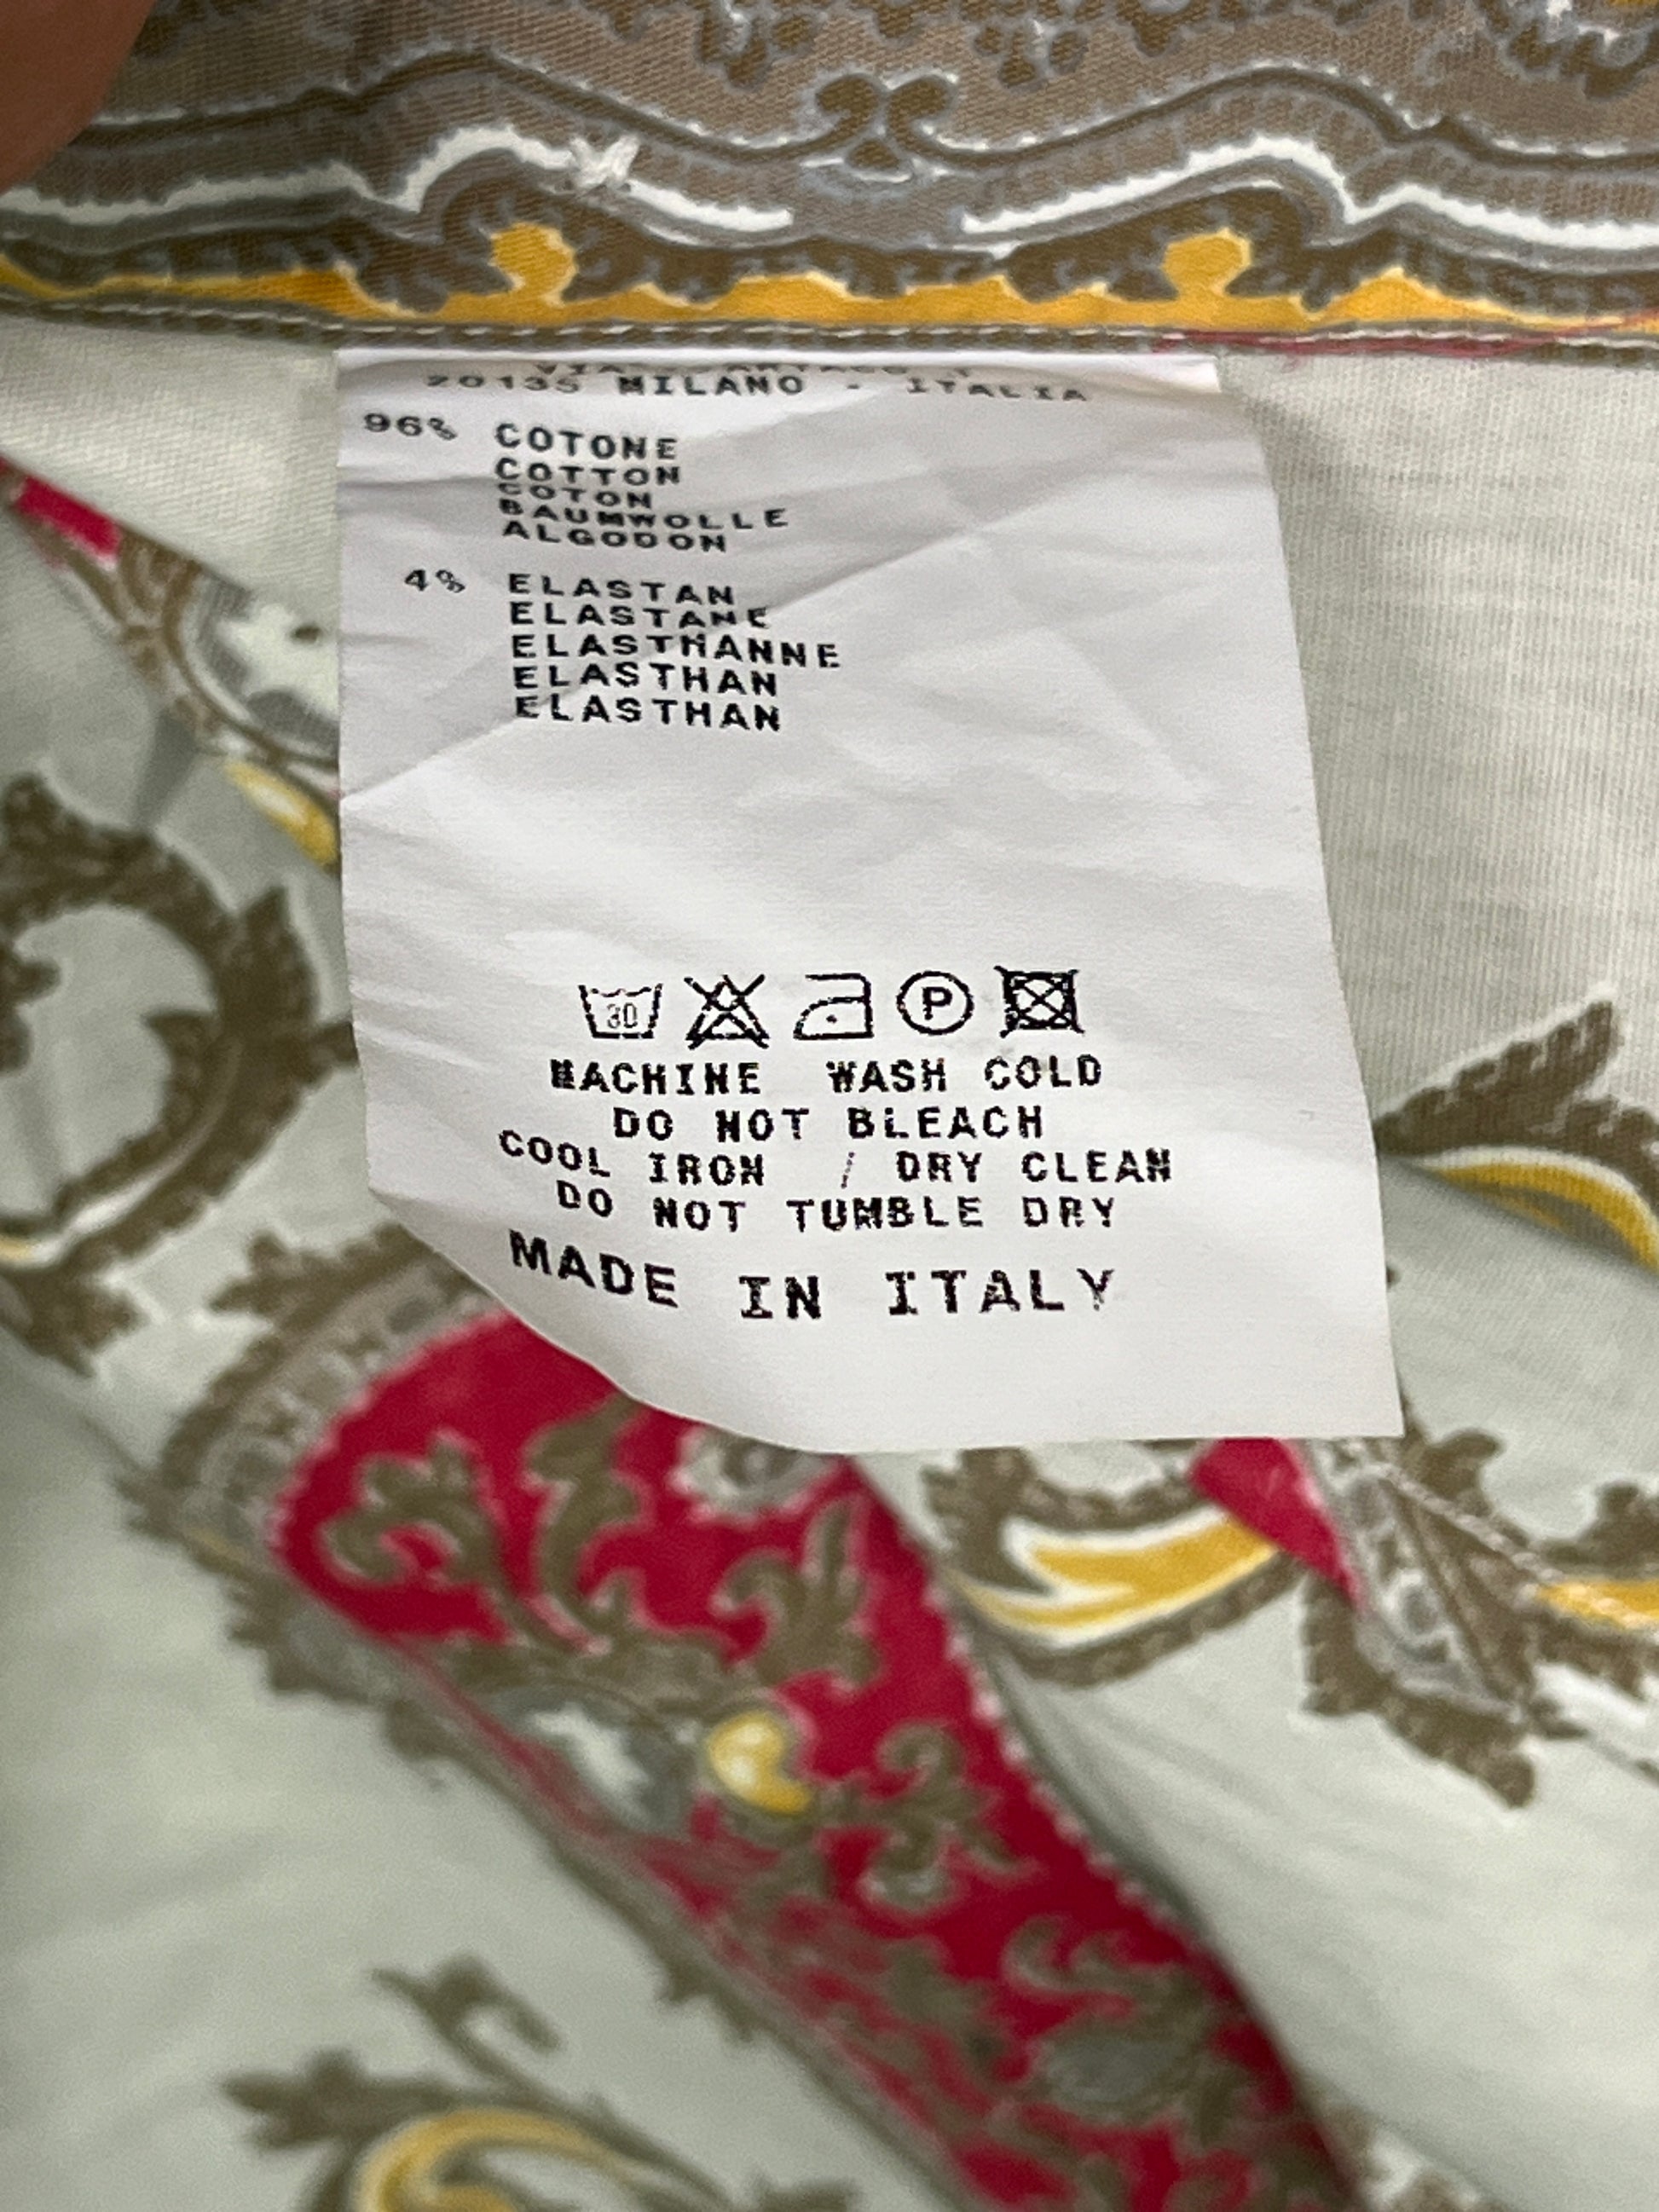 20135 MILANO - ITALIA
96% COTONE
COTTON
COTON
BAUMWOLLE
ALGODON
4% ELASTAN
ELASTANE
ELASTHANNE
ELASTHAN
ELASTHAN
30 P
MACHINE WASH COLD
DO NOT BLEACH
COOL IRON / DRY CLEAN
DO NOT TUMBLE DRY
MADE IN ITALY